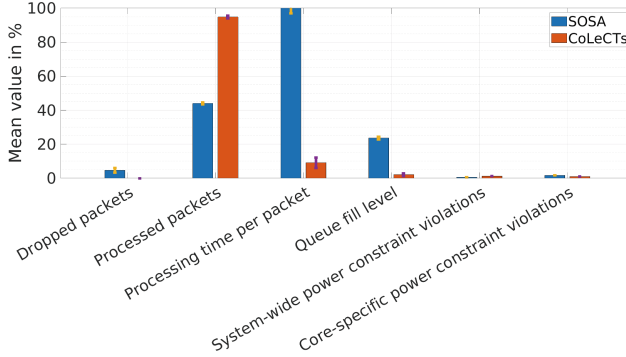 Mean value in %
100
80
60
40
20
0
SOSA
CoLeCTs
Dropped packets
Processed packets
Processing time per packet
Queue fill level
System-wide power constraint violations
Core-specific power constraint violations